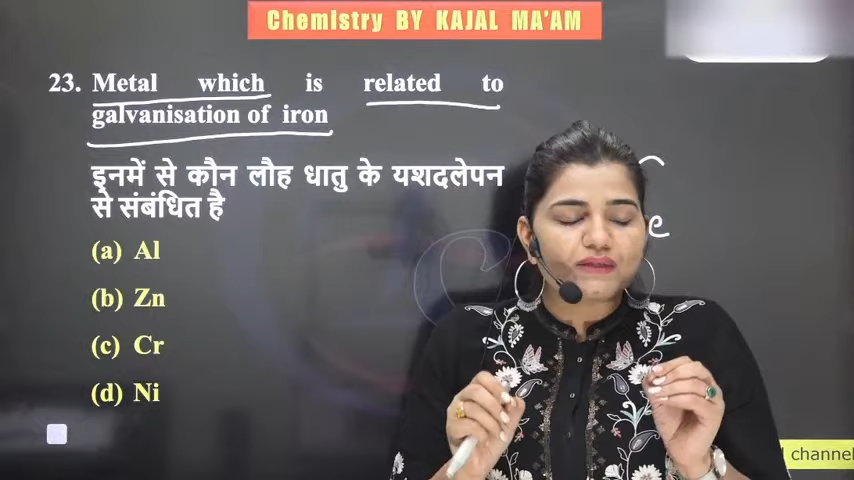 Chemistry BY KAJAL MA'AM
23. Metal which is related to
galvanisation of iron
इनमें से कौन लौह धातु के यशदलेपन
से संबंधित है
(a) Al
(b) Zn
(c) Cr
(d) Ni
channel